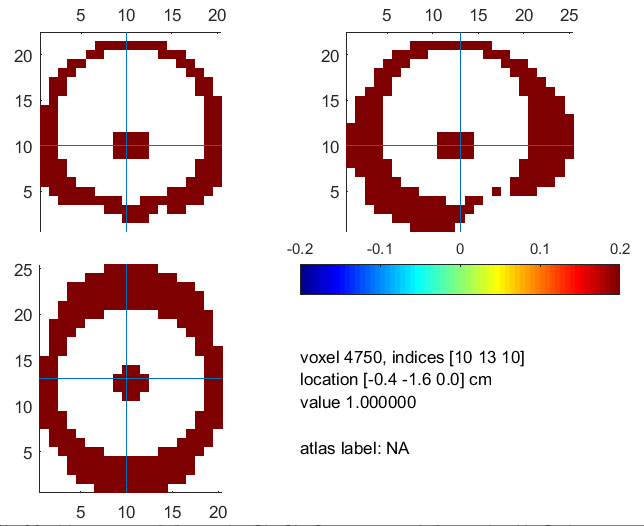 5 10 15 20
5 10 15 20 25
20
15
10
5
20
15
10
5
-0.2 -0.1 0 0.1 0.2
25
20
15
10
5
voxel 4750, indices [10 13 10]
location [-0.4 -1.6 0.0] cm
value 1.000000
atlas label: NA
5 10 15 20